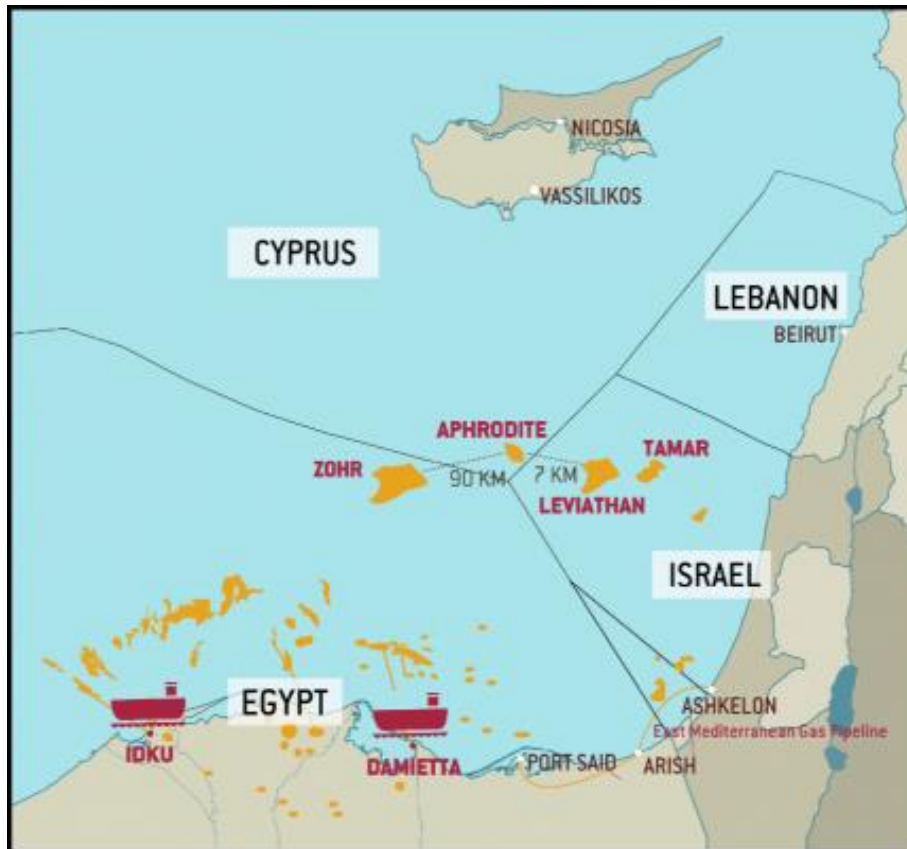 NICOSIA
VASSILIKOS
CYPRUS
LEBANON
BEIRUT
APHRODITE
TAMAR
ZOHR
90 KM
7 KM
LEVIATHAN
ISRAEL
EGYPT
ASHKELON
East Mediterranean Gas Pipeline
IDKU
DAMIETTA
PORT SAID
ARISH